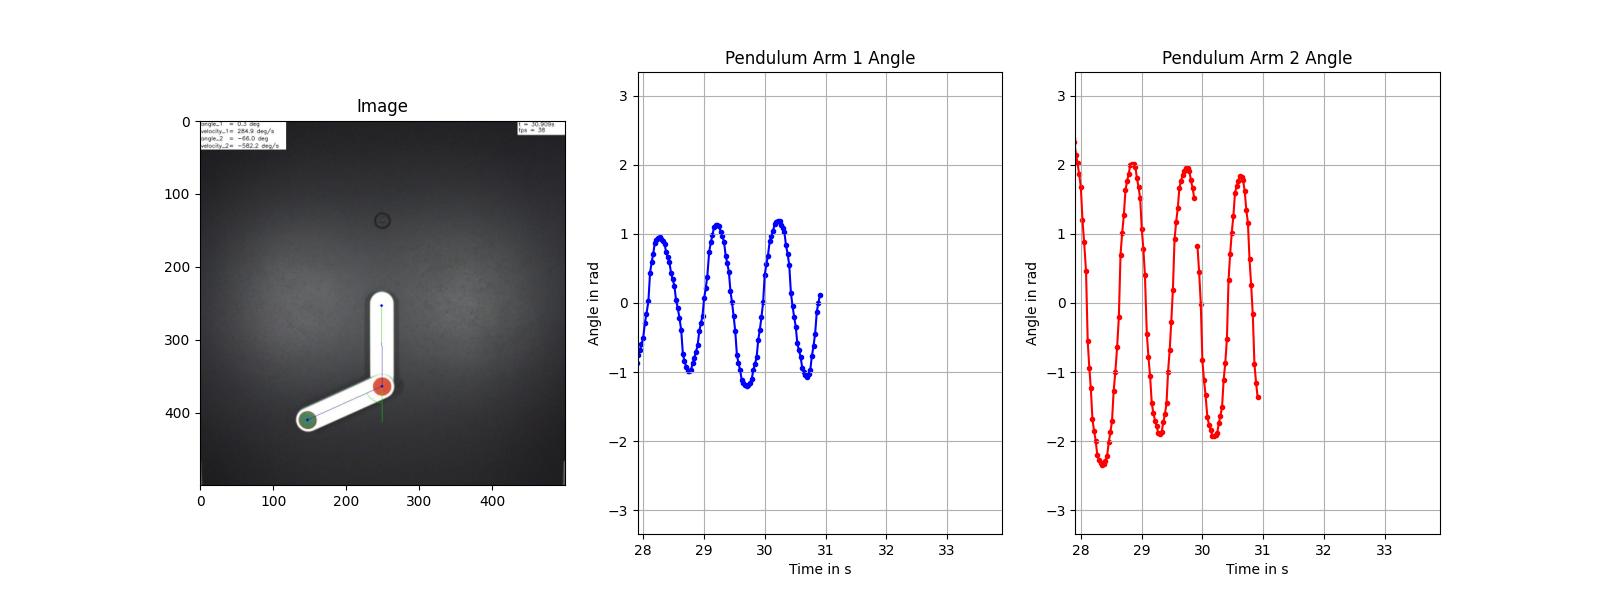 Image
angle_1 = 0.3 deg
velocity_1= 284.9 deg/s
angle_2 = -66.0 deg
velocity_2= -582.2 deg/s
t = 30.909s
fps = 38
0
100
200
300
400
0 100 200 300 400
Pendulum Arm 1 Angle
Angle in rad
3
2
1
0
−1
−2
−3
28 29 30 31 32 33
Time in s
Pendulum Arm 2 Angle
Angle in rad
3
2
1
0
−1
−2
−3
28 29 30 31 32 33
Time in s